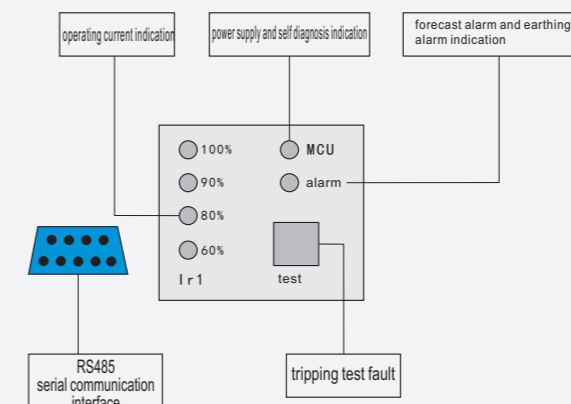 operating current indication
power supply and self diagnosis indication
forecast alarm and earthing
alarm indication
100%
MCU
90%
alarm
80%
60%
Ir1
test
RS485
serial communication
interface
tripping test fault